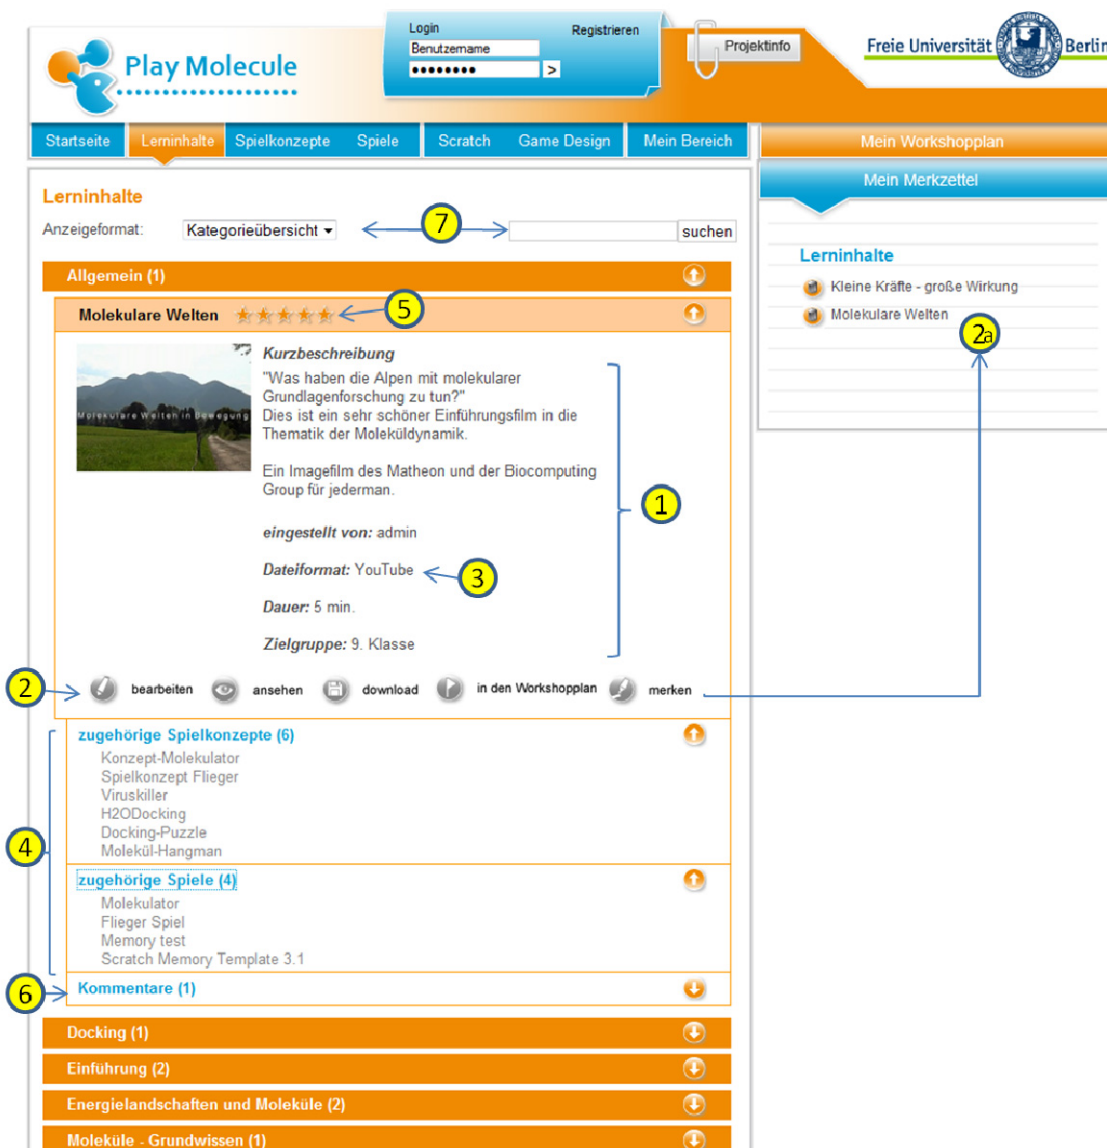 Login
Registrieren
Benutzername
>
Projektinfo
Freie Universität Berlin
Play Molecule
Startseite
Lerninhalte
Spielkonzepte
Spiele
Scratch
Game Design
Mein Bereich
Mein Workshopplan
Mein Merkzettel
Lerninhalte
Anzeigeformat:
Kategorieübersicht
7
suchen
Allgemein (1)
Molekulare Welten
5
Molekulare Welten in Bewegung
Kurzbeschreibung
"Was haben die Alpen mit molekularer
Grundlagenforschung zu tun?"
Dies ist ein sehr schöner Einführungsfilm in die
Thematik der Moleküldynamik.
Ein Imagefilm des Matheon und der Biocomputing
Group für jederman.
1
eingestellt von: admin
Dateiformat: YouTube
3
Dauer: 5 min.
Zielgruppe: 9. Klasse
2
bearbeiten
ansehen
download
in den Workshopplan
merken
zugehörige Spielkonzepte (6)
Konzept-Molekulator
Spielkonzept Flieger
Viruskiller
H2ODocking
Docking-Puzzle
Molekül-Hangman
4
zugehörige Spiele (4)
Molekulator
Flieger Spiel
Memory test
Scratch Memory Template 3.1
6
Kommentare (1)
Docking (1)
Einführung (2)
Energielandschaften und Moleküle (2)
Moleküle - Grundwissen (1)
Lerninhalte
Kleine Kräfte - große Wirkung
Molekulare Welten
2a